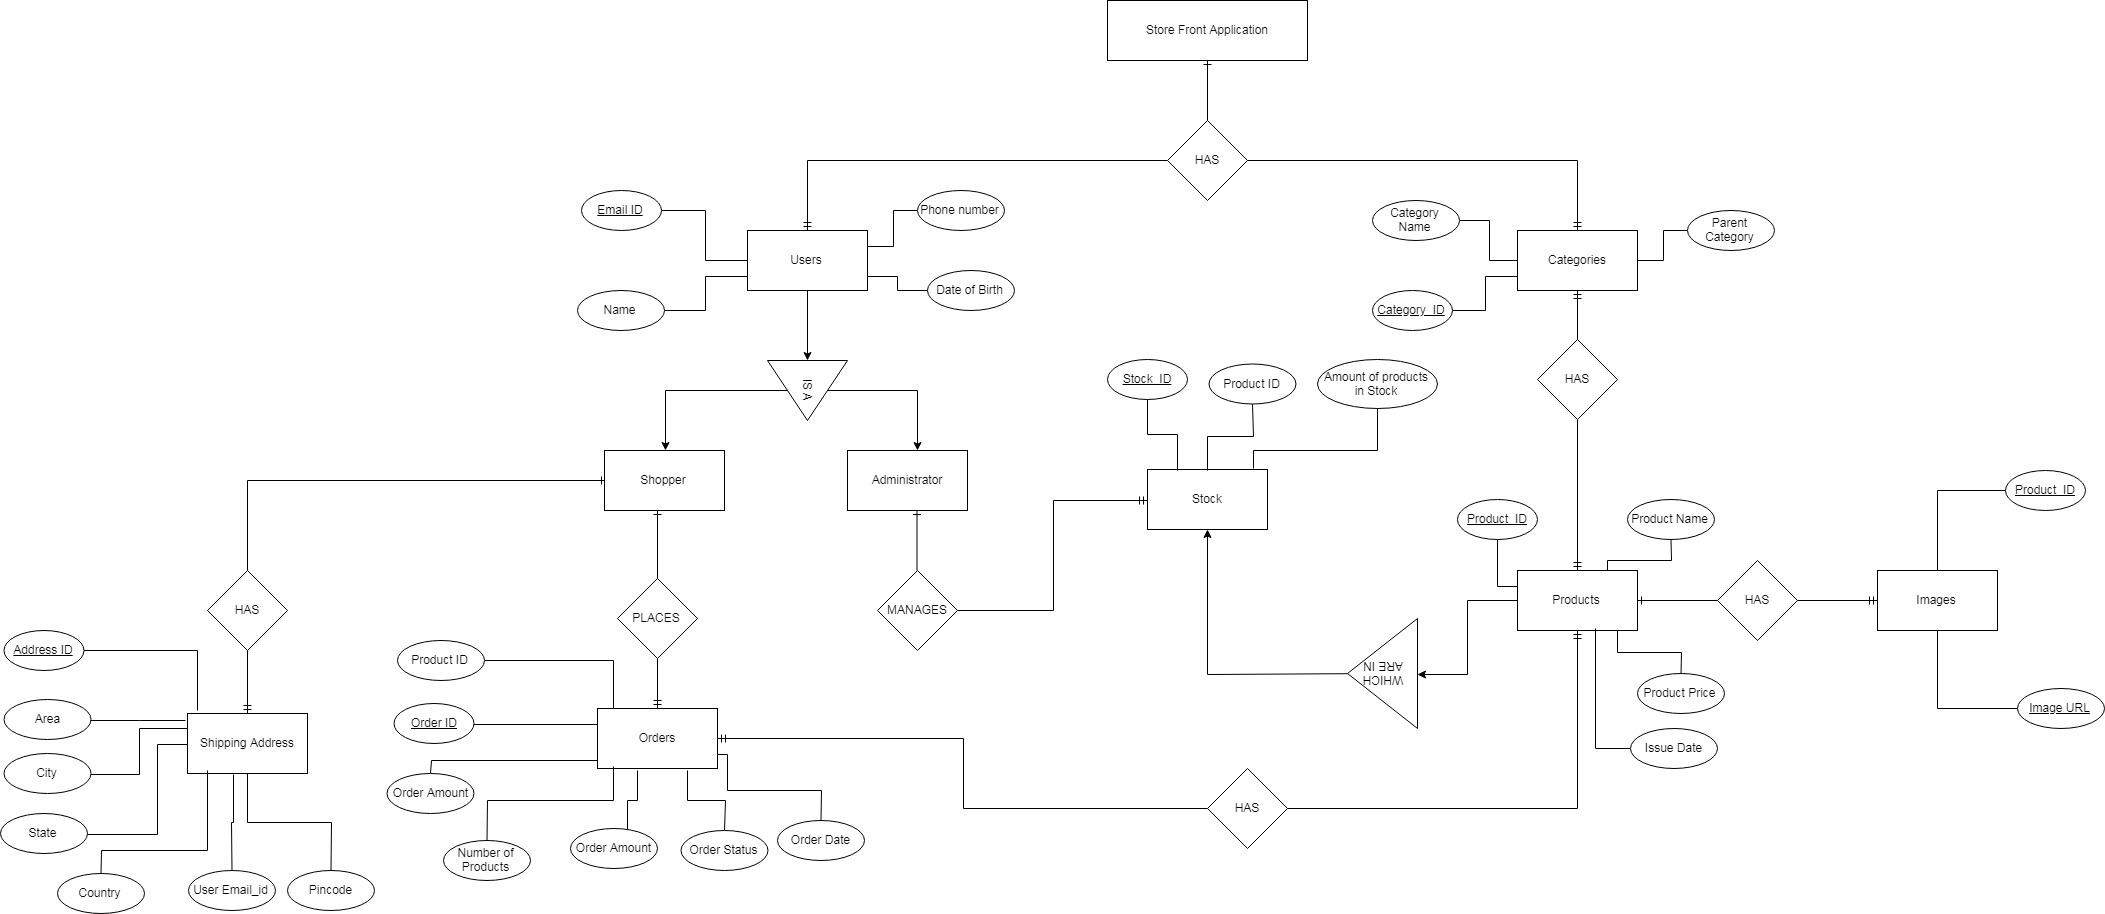 Store Front Application
HAS
Email ID
Phone number
Category
Name
Parent
Category
Users
Categories
Name
Date of Birth
Category_ID
IS A
HAS
Stock_ID
Product ID
Amount of products
in Stock
Shopper
Administrator
Stock
Product_ID
Product Name
Product_ID
HAS
PLACES
MANAGES
Products
HAS
Images
WHICH
ARE IN
Address ID
Product ID
Product Price
Image URL
Area
Order ID
Shipping Address
Orders
Issue Date
City
Order Amount
HAS
State
Number of
Products
Order Amount
Order Status
Order Date
Country
User Email_id
Pincode